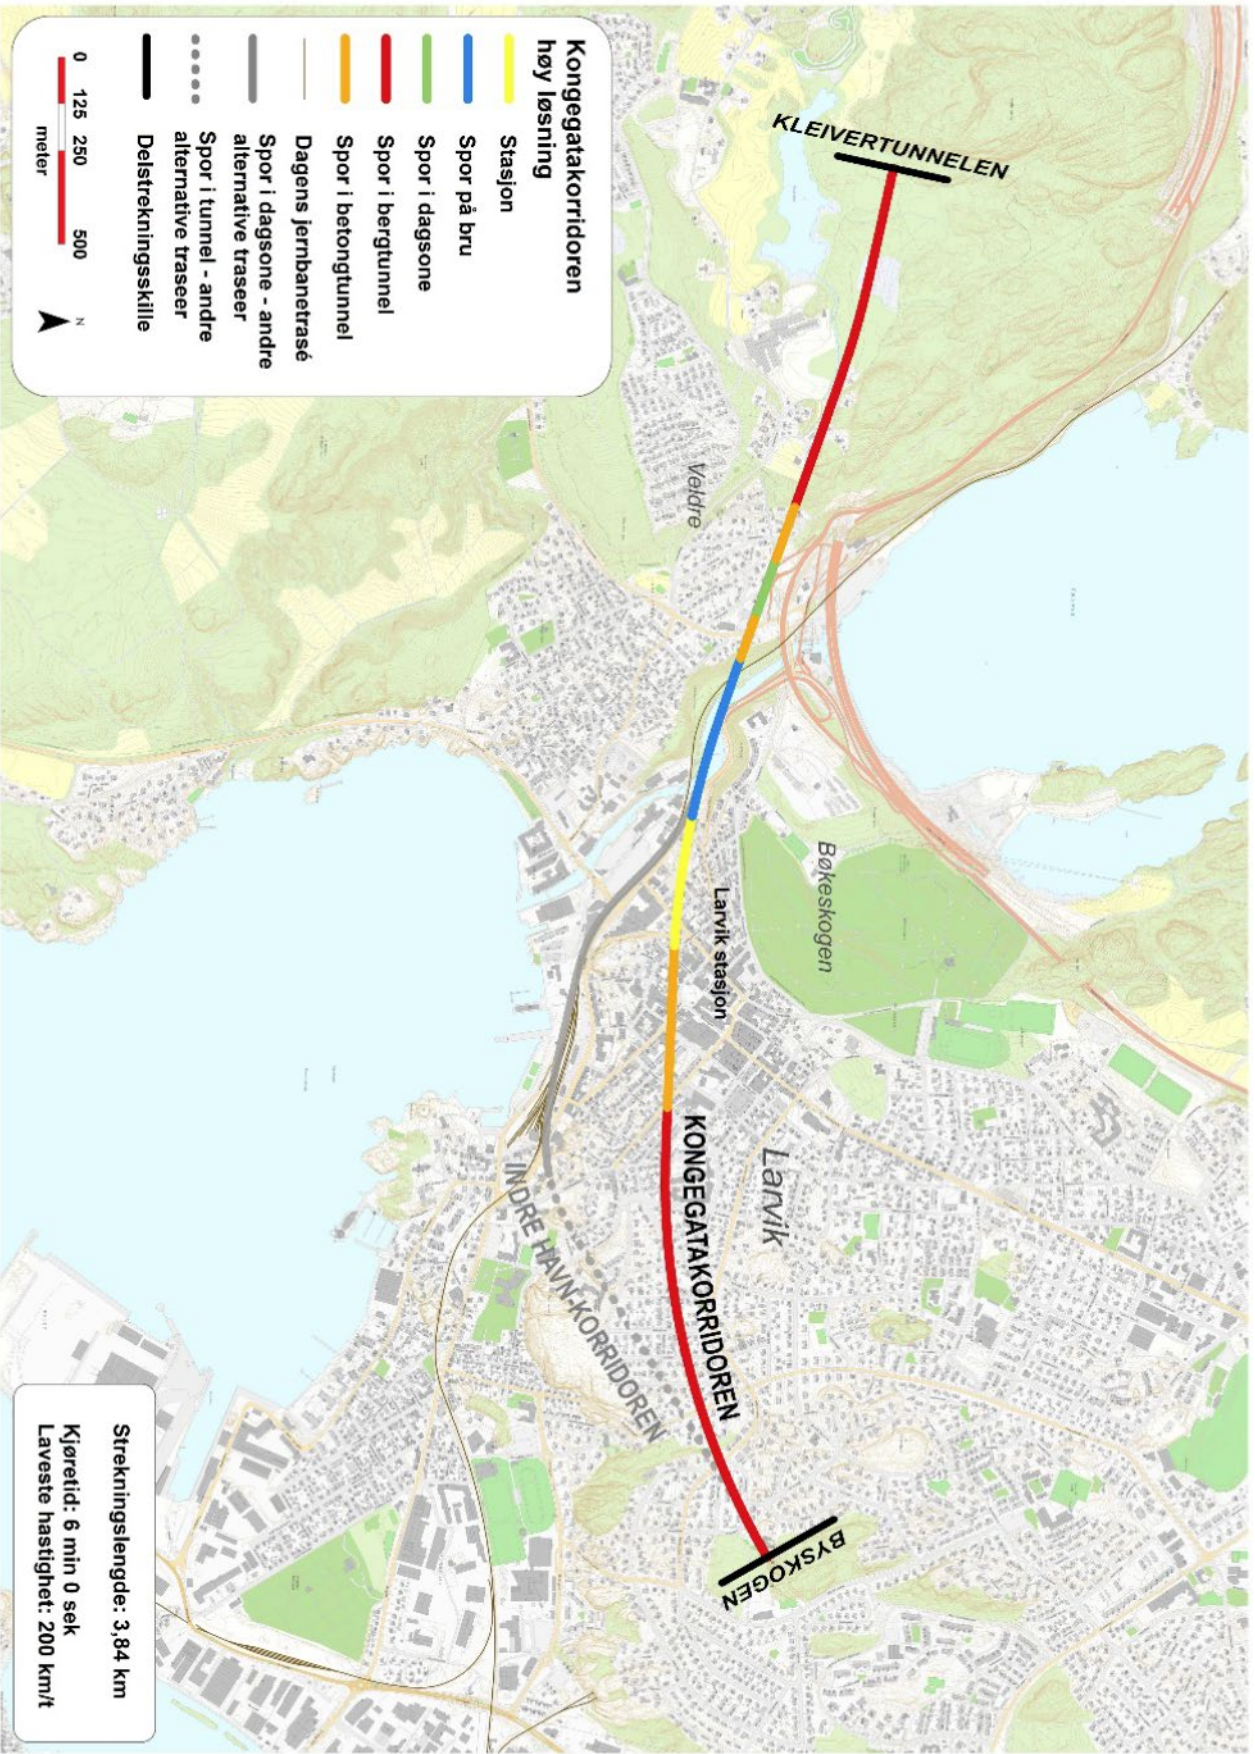 KLEIVERTUNNELEN
Veldre
Bøkeskogen
Larvik stasjon
Larvik
KONGEGATAKORRIDOREN
INDRE HAVN-KORRIDOREN
BYSKOGEN
Kongegatakorridoren
høy løsning
Stasjon
Spor på bru
Spor i dagsone
Spor i bergtunnel
Spor i betongtunnel
Dagens jernbanetrasé
Spor i dagsone - andre
alternative traseer
Spor i tunnel - andre
alternative traseer
Delstrekningsskille
0 125 250 500
meter
N
Strekningslengde: 3,84 km
Kjøretid: 6 min 0 sek
Laveste hastighet: 200 km/t